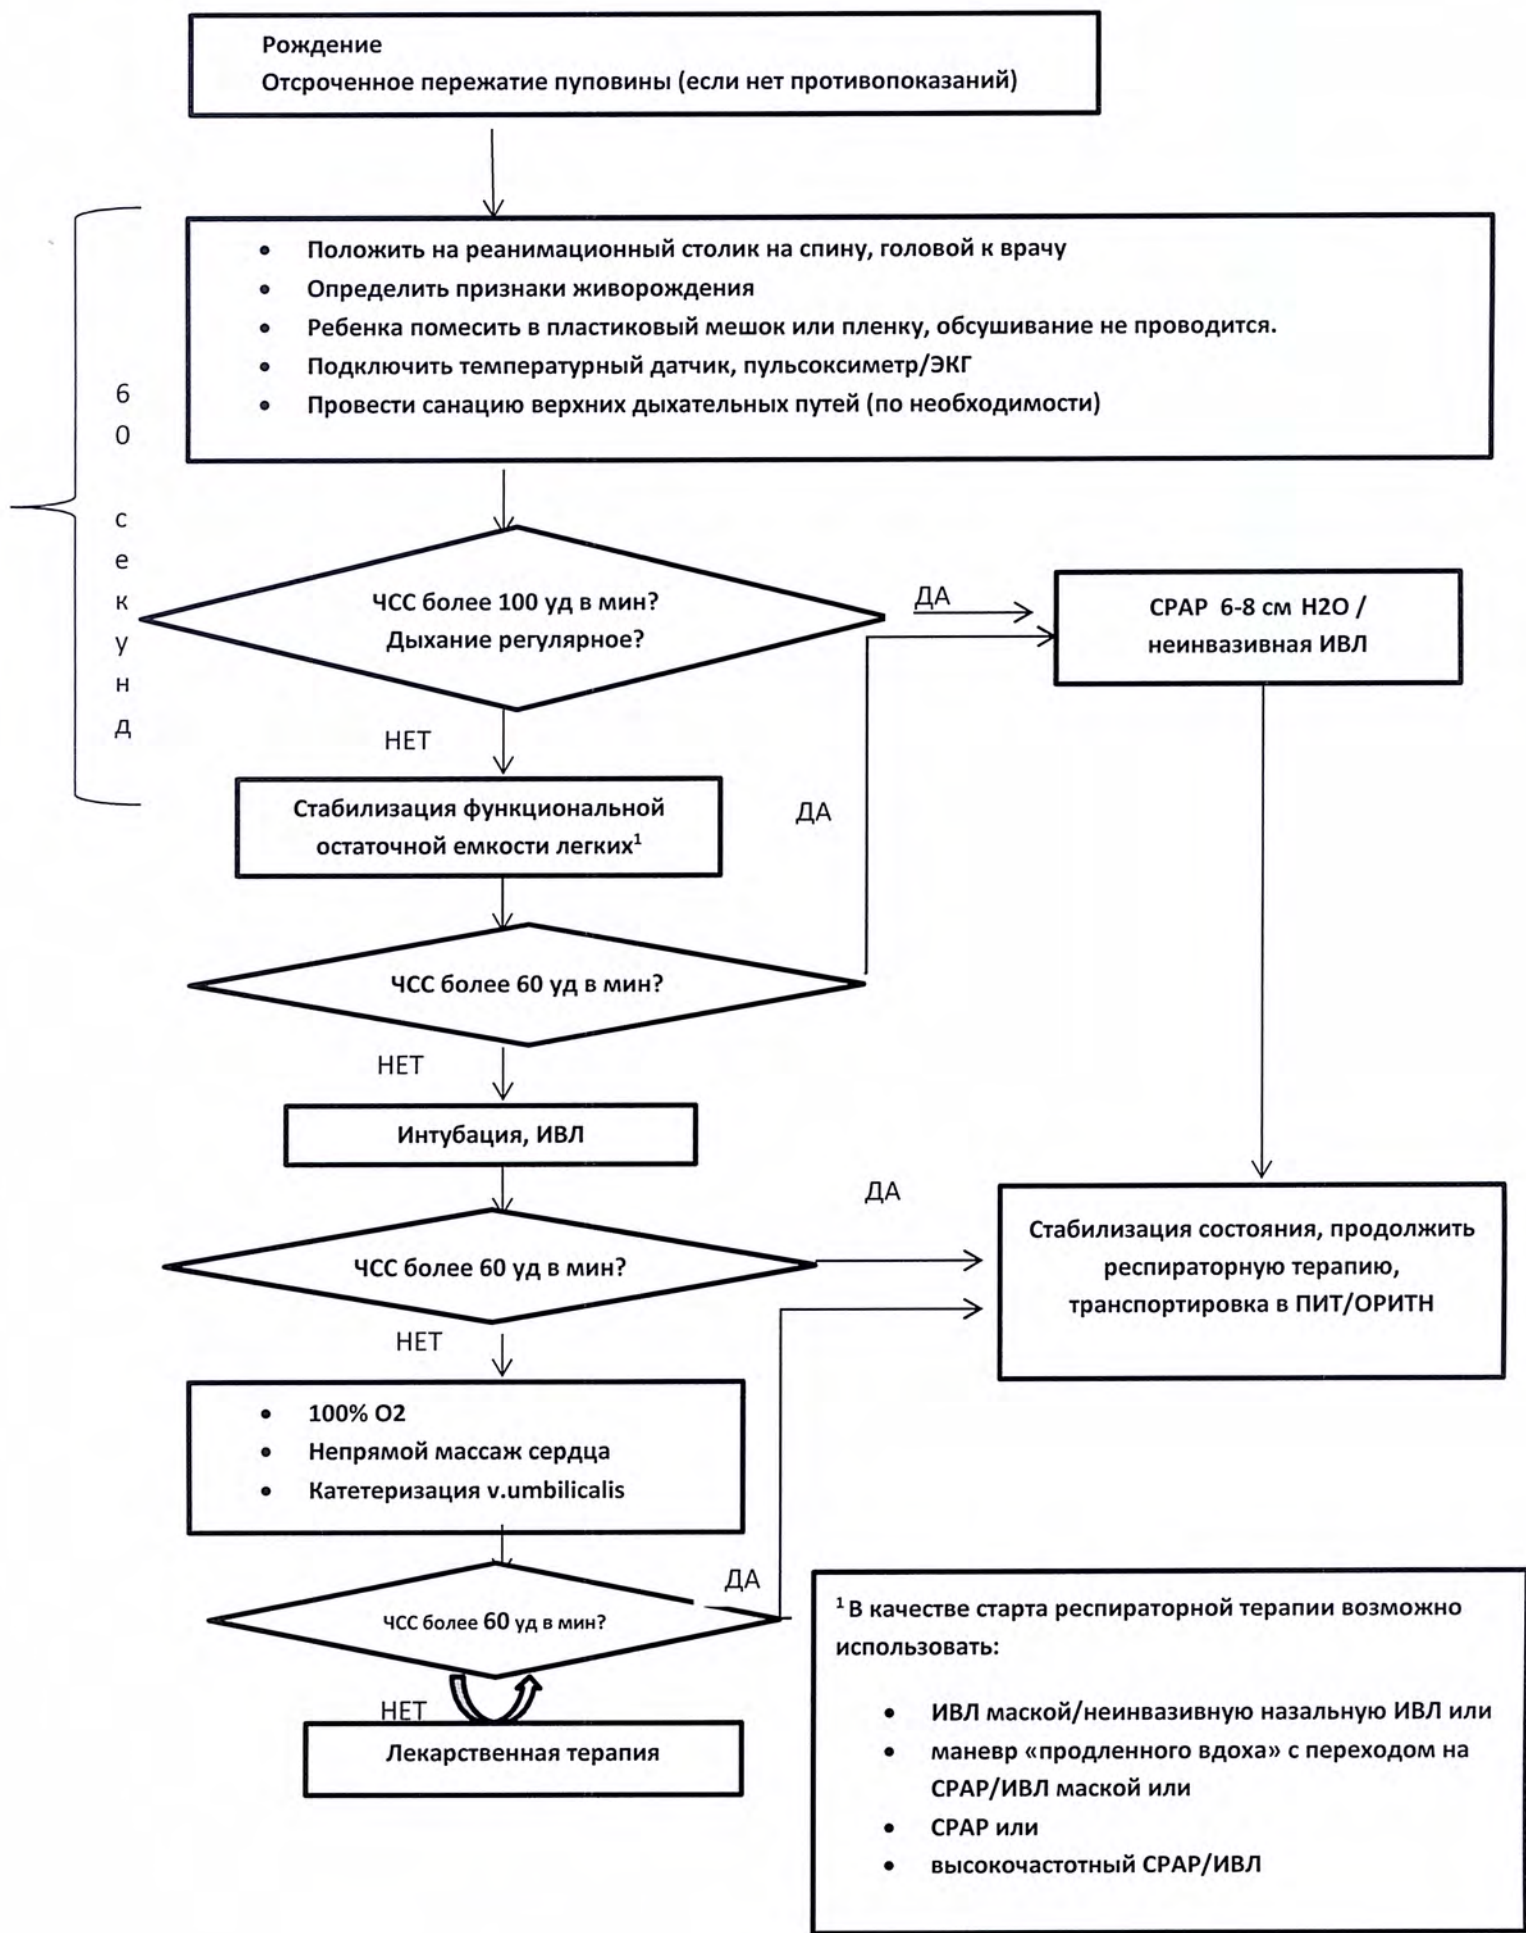 Рождение
Отсроченное пережатие пуповины (если нет противопоказаний)
• Положить на реанимационный столик на спину, головой к врачу
• Определить признаки живорождения
• Ребенка помесить в пластиковый мешок или пленку, обсушивание не проводится.
• Подключить температурный датчик, пульсоксиметр/ЭКГ
• Провести санацию верхних дыхательных путей (по необходимости)
60 секунд
ЧСС более 100 уд в мин?
Дыхание регулярное?
ДА
CPAP 6-8 см H2O /
неинвазивная ИВЛ
НЕТ
Стабилизация функциональной
остаточной емкости легких¹
ДА
ЧСС более 60 уд в мин?
НЕТ
Интубация, ИВЛ
ДА
ЧСС более 60 уд в мин?
Стабилизация состояния, продолжить
респираторную терапию,
транспортировка в ПИТ/ОРИТН
НЕТ
• 100% O2
• Непрямой массаж сердца
• Катетеризация v.umbilicalis
ДА
ЧСС более 60 уд в мин?
НЕТ
Лекарственная терапия
¹ В качестве старта респираторной терапии возможно
использовать:
• ИВЛ маской/неинвазивную назальную ИВЛ или
• маневр «продленного вдоха» с переходом на
CPAP/ИВЛ маской или
• CPAP или
• высокочастотный CPAP/ИВЛ